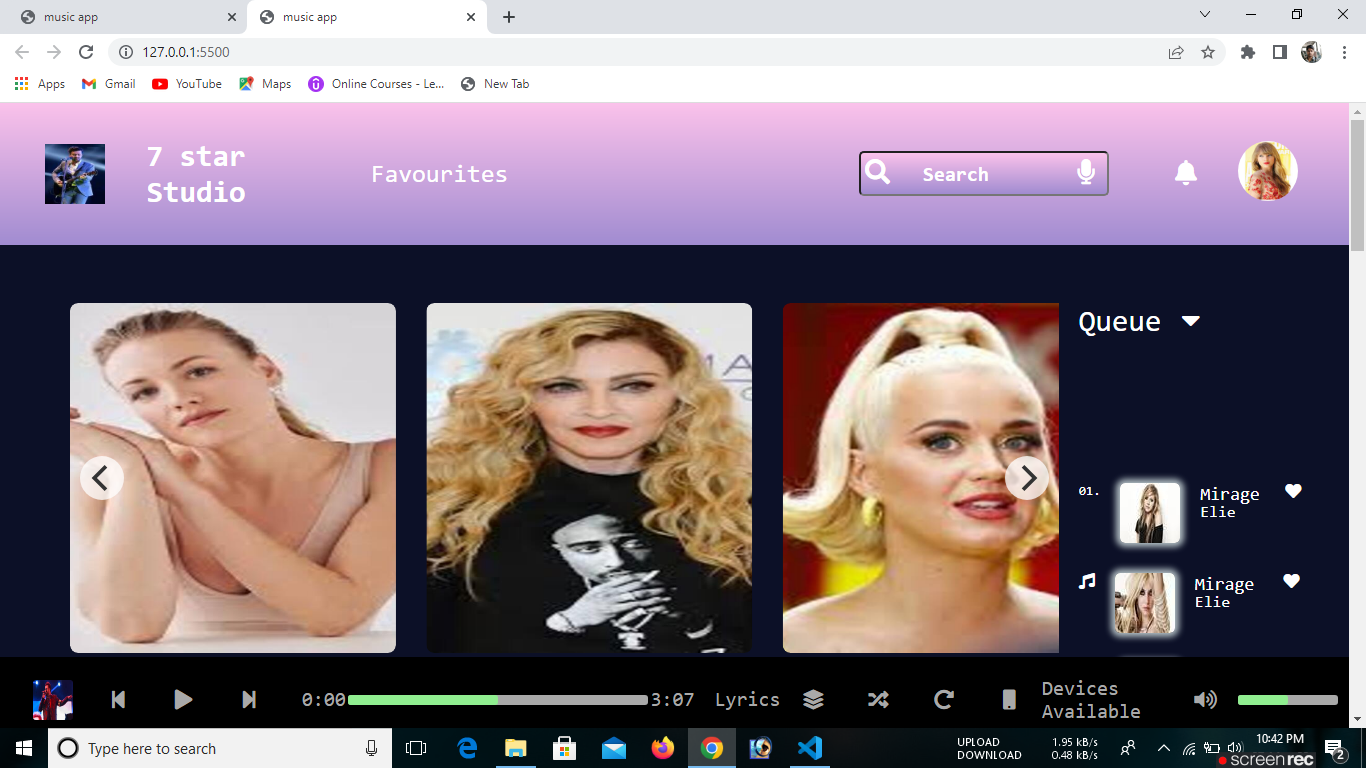 music app
music app
127.0.0.1:5500
Apps
Gmail
YouTube
Maps
Online Courses - Le...
New Tab
7 star
Studio
Favourites
Search
MA
Queue
01.
Mirage
Elie
Mirage
Elie
0:00
3:07
Lyrics
Devices
Available
Type here to search
UPLOAD
1.95 kB/s
DOWNLOAD
0.48 kB/s
10:42 PM
screenrec
2